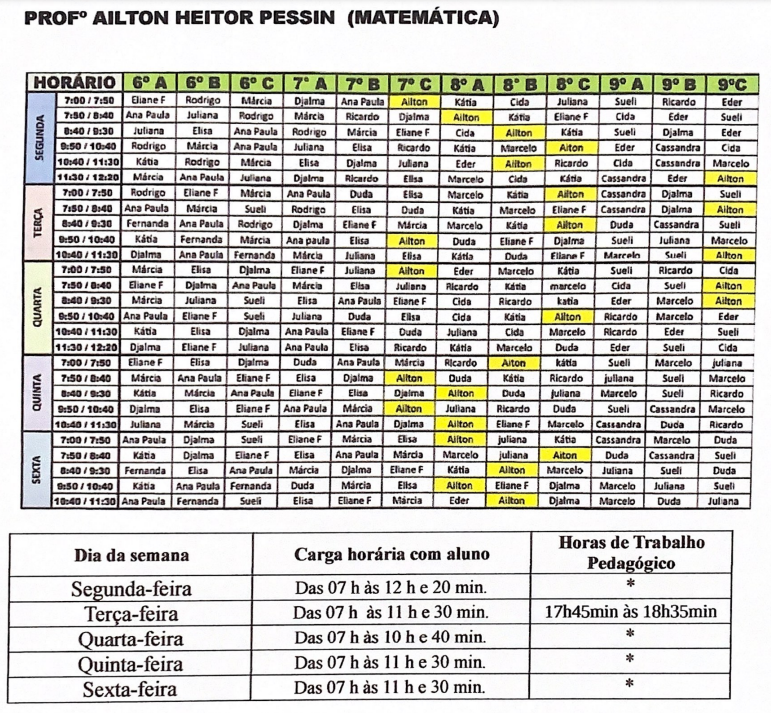 PROFº AILTON HEITOR PESSIN (MATEMÁTICA)
HORÁRIO 6º A 6º B 6º C 7º A 7º B 7º C 8º A 8º B 8º C 9º A 9º B 9ºC
SEGUNDA
7:00 / 7:50 Eliane F Rodrigo Márcia Djalma Ana Paula Ailton Kátia Cida Juliana Sueli Ricardo Eder
7:50 / 8:40 Ana Paula Juliana Rodrigo Márcia Ricardo Djalma Ailton Kátia Eliane F Cida Eder Sueli
8:40 / 9:30 Juliana Elisa Ana Paula Rodrigo Márcia Eliane F Cida Ailton Kátia Sueli Djalma Eder
9:50 / 10:40 Rodrigo Márcia Ana Paula Juliana Elisa Ricardo Kátia Marcelo Aiton Eder Cassandra Cida
10:40 / 11:30 Kátia Rodrigo Márcia Elisa Djalma Juliana Eder Ailton Ricardo Cida Cassandra Marcelo
11:30 / 12:20 Márcia Ana Paula Juliana Djalma Ricardo Elisa Marcelo Cida Kátia Cassandra Eder Ailton
TERÇA
7:00 / 7:50 Rodrigo Eliane F Márcia Ana Paula Duda Elisa Marcelo Kátia Ailton Cassandra Djalma Sueli
7:50 / 8:40 Ana Paula Márcia Sueli Rodrigo Elisa Duda Kátia Marcelo Eliane F Cassandra Djalma Ailton
8:40 / 9:30 Fernanda Ana Paula Rodrigo Djalma Eliane F Márcia Marcelo Kátia Ailton Duda Cassandra Sueli
9:50 / 10:40 Kátia Fernanda Márcia Ana paula Elisa Ailton Duda Eliane F Djalma Sueli Juliana Marcelo
10:40 / 11:30 Djalma Ana Paula Fernanda Márcia Juliana Elisa Kátia Duda Eliane F Marcelo Sueli Ailton
QUARTA
7:00 / 7:50 Márcia Elisa Djalma Eliane F Juliana Ailton Eder Marcelo Kátia Sueli Ricardo Cida
7:50 / 8:40 Eliane F Djalma Ana Paula Márcia Elisa Juliana Ricardo Kátia marcelo Cida Sueli Ailton
8:40 / 9:30 Márcia Juliana Sueli Elisa Ana Paula Eliane F Cida Ricardo katia Eder Marcelo Ailton
9:50 / 10:40 Ana Paula Eliane F Sueli Juliana Duda Elisa Cida Kátia Ailton Ricardo Marcelo Eder
10:40 / 11:30 Kátia Elisa Djalma Ana Paula Eliane F Duda Juliana Cida Marcelo Ricardo Eder Sueli
11:30 / 12:20 Djalma Eliane F Juliana Ana Paula Elisa Ricardo Kátia Marcelo Duda Eder Sueli Cida
QUINTA
7:00 / 7:50 Eliane F Elisa Djalma Duda Ana Paula Márcia Ricardo Aiton kátia Sueli Marcelo juliana
7:50 / 8:40 Márcia Ana Paula Eliane F Elisa Djalma Ailton Duda Kátia Ricardo juliana Sueli Marcelo
8:40 / 9:30 Kátia Márcia Ana Paula Eliane F Elisa Djalma Ailton Duda Juliana Marcelo Sueli Ricardo
9:50 / 10:40 Djalma Elisa Eliane F Ana Paula Márcia Ailton Juliana Ricardo Duda Sueli Cassandra Marcelo
10:40 / 11:30 Juliana Márcia Sueli Elisa Ana Paula Djalma Ailton Eliane F Marcelo Cassandra Duda Ricardo
SEXTA
7:00 / 7:50 Ana Paula Djalma Sueli Eliane F Márcia Elisa Ailton juliana Kátia Cassandra Marcelo Duda
7:50 / 8:40 Kátia Djalma Eliane F Elisa Ana Paula Márcia Marcelo juliana Aiton Duda Cassandra Sueli
8:40 / 9:30 Fernanda Elisa Ana Paula Márcia Djalma Eliane F Kátia Ailton Marcelo Juliana Sueli Duda
9:50 / 10:40 Kátia Ana Paula Fernanda Duda Márcia Elisa Ailton Eliane F Djalma Marcelo Juliana Sueli
10:40 / 11:30 Ana Paula Fernanda Sueli Elisa Eliane F Márcia Eder Ailton Djalma Marcelo Duda Juliana
Dia da semana Carga horária com aluno Horas de Trabalho Pedagógico
Segunda-feira Das 07 h às 12 h e 20 min. *
Terça-feira Das 07 h às 11 h e 30 min. 17h45min às 18h35min
Quarta-feira Das 07 h às 10 h e 40 min. *
Quinta-feira Das 07 h às 11 h e 30 min. *
Sexta-feira Das 07 h às 11 h e 30 min. *